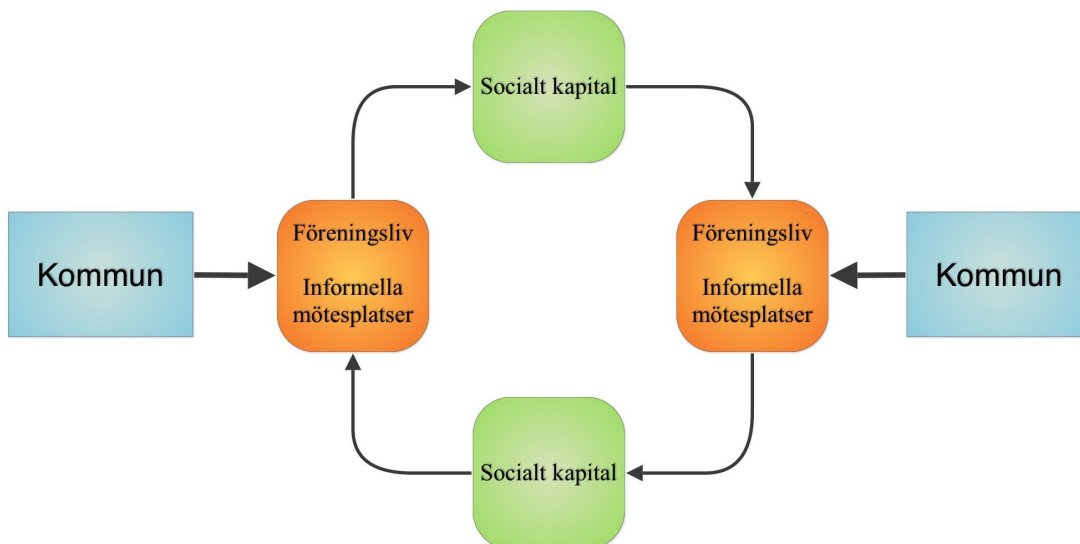 Socialt kapital
Kommun
Föreningsliv
Informella
mötesplatser
Föreningsliv
Informella
mötesplatser
Kommun
Socialt kapital